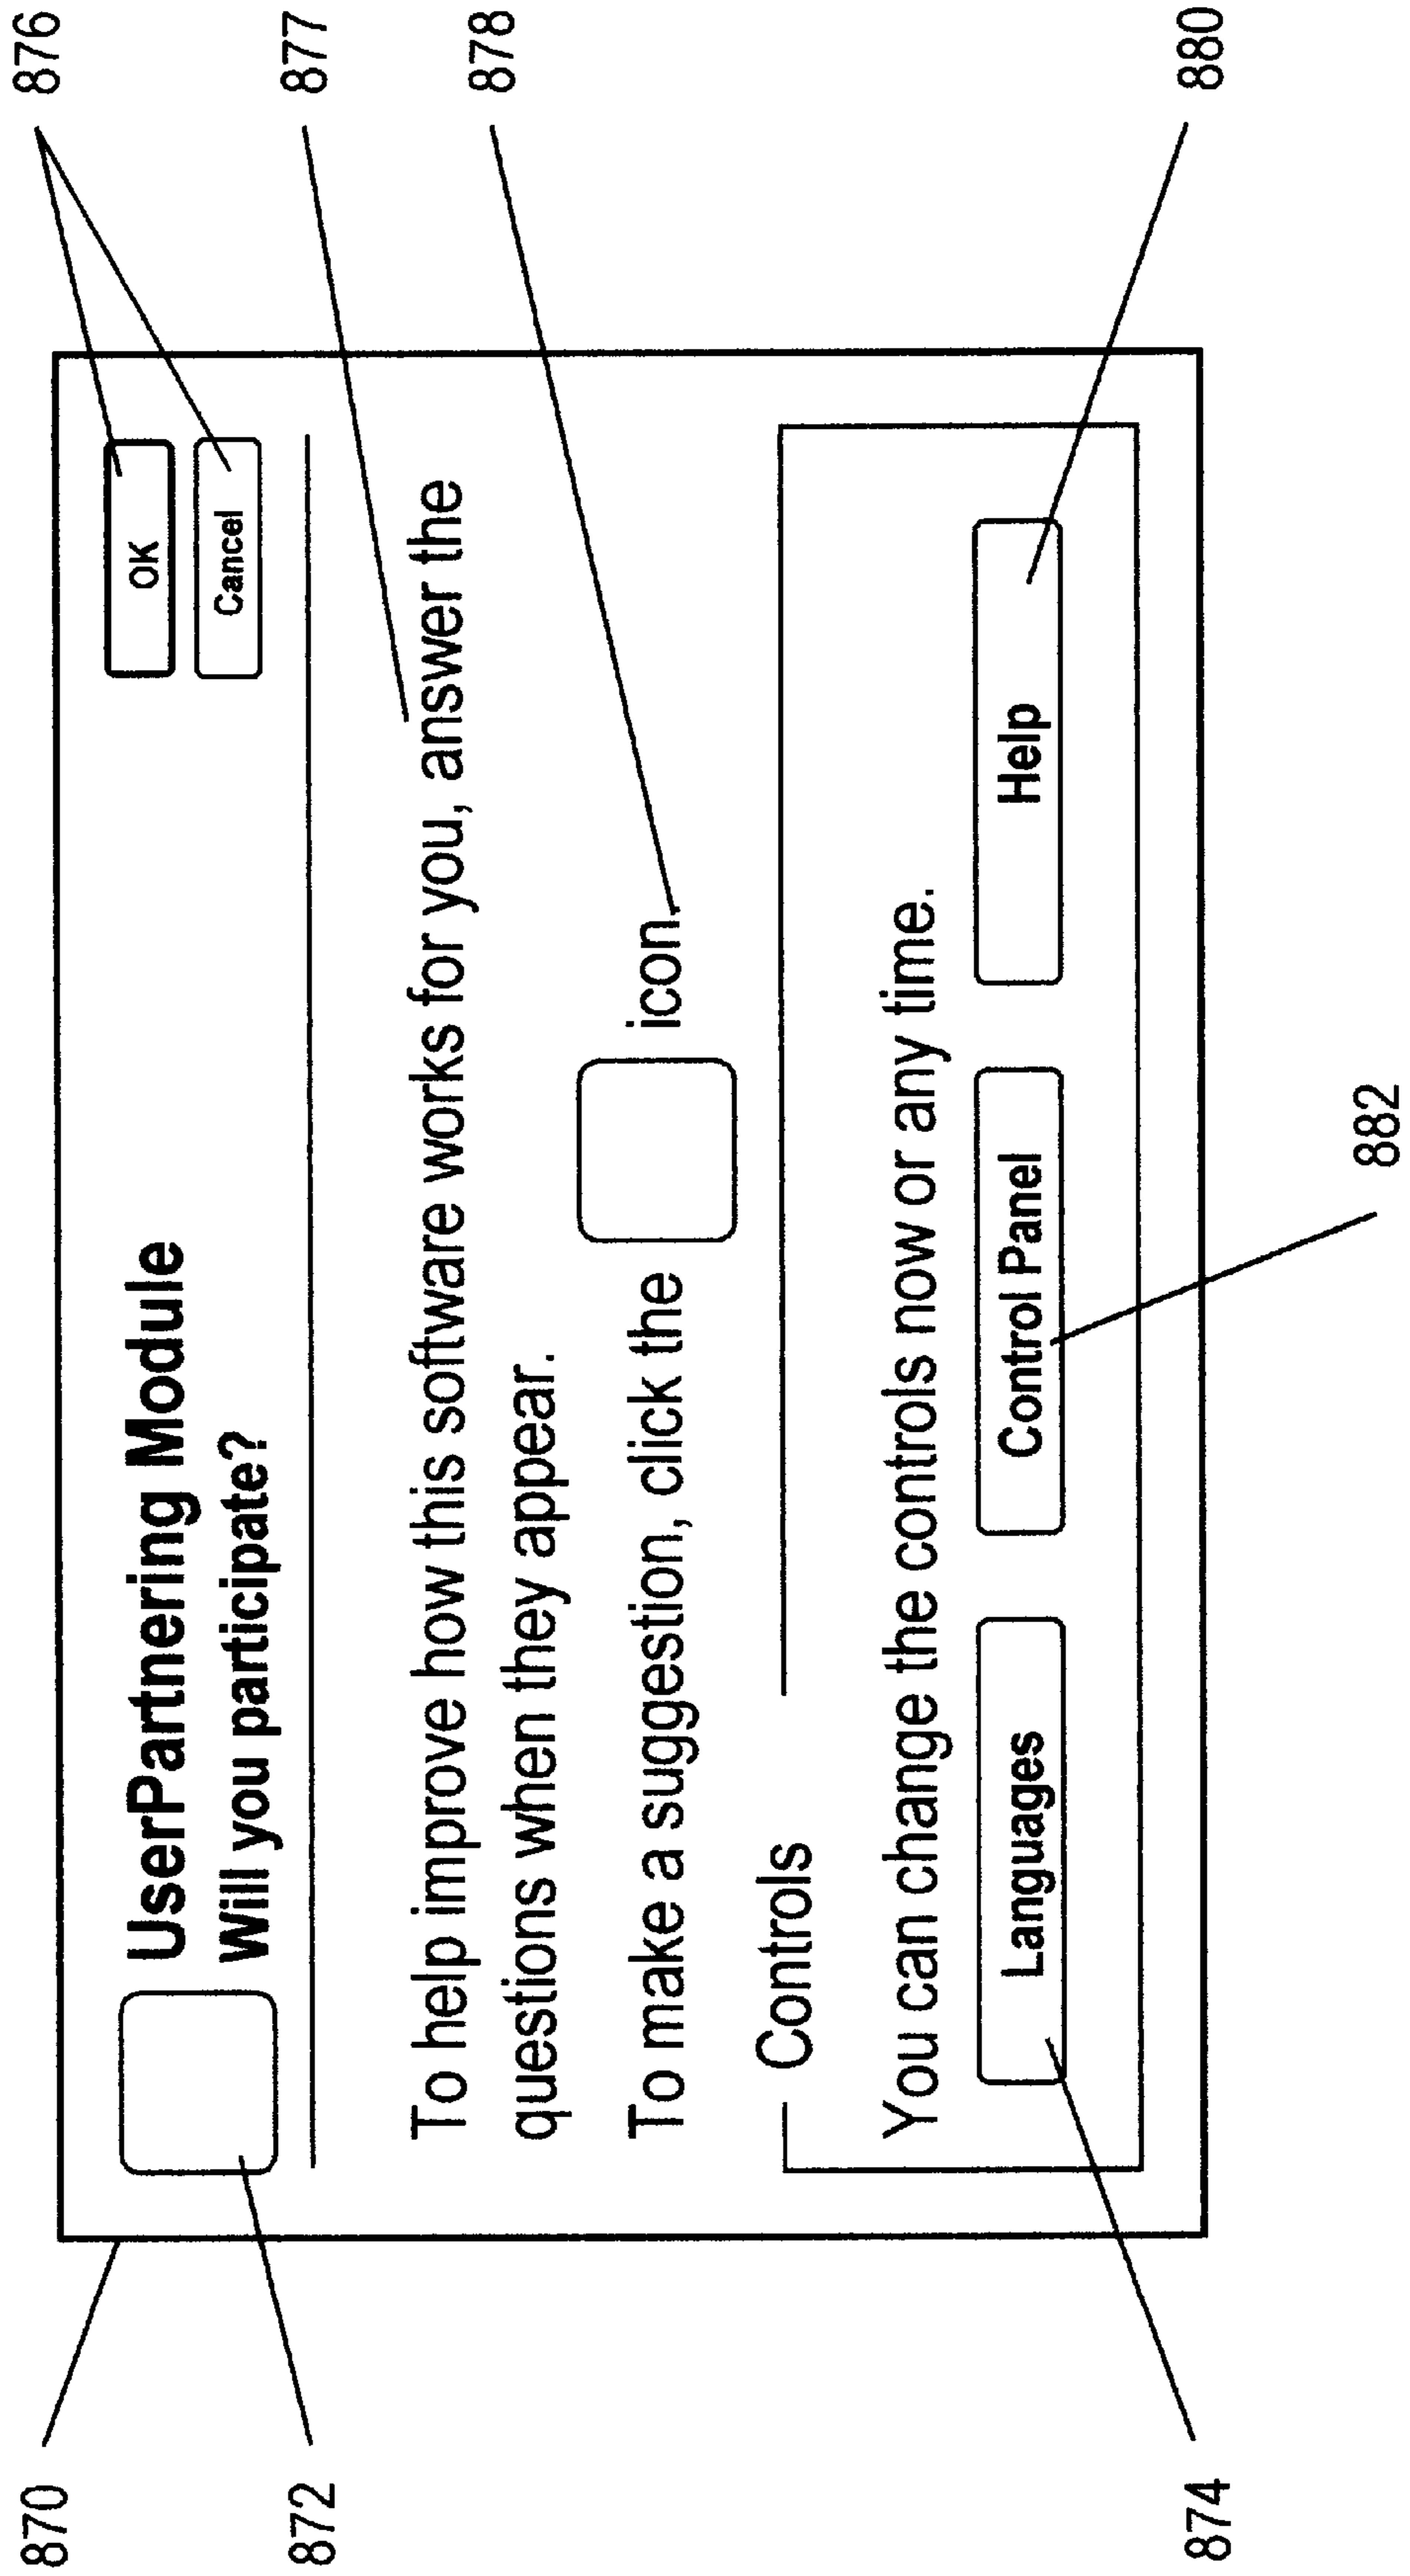 870
876
UserPartnering Module
OK
Will you participate?
Cancel
872
877
To help improve how this software works for you, answer the
questions when they appear.
878
To make a suggestion, click the icon.
Controls
You can change the controls now or any time.
Languages
Control Panel
Help
874
880
882